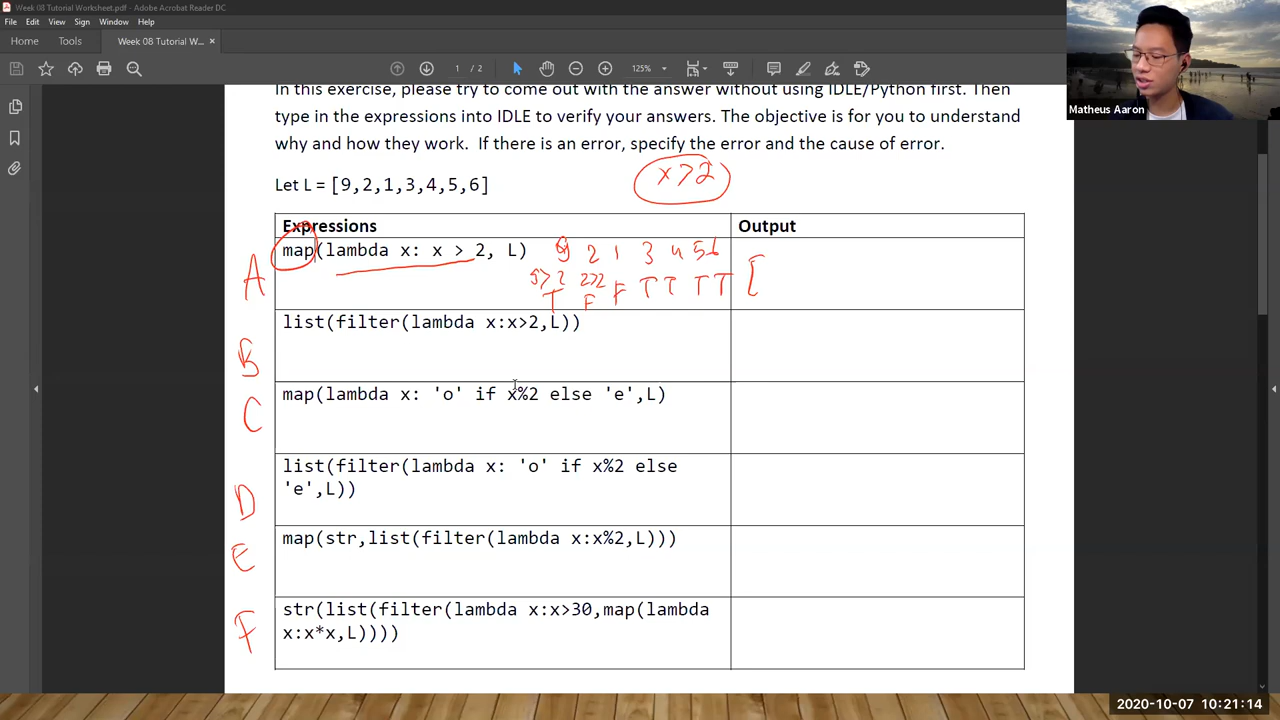 Week 08 Tutorial Worksheet.pdf - Adobe Acrobat Reader DC
File Edit View Sign Window Help
Home Tools Week 08 Tutorial W... ×
/ 2 125%
In this exercise, please try to come out with the answer without using IDLE/Python first. Then
type in the expressions into IDLE to verify your answers. The objective is for you to understand
why and how they work. If there is an error, specify the error and the cause of error.
x>2
Let L = [9,2,1,3,4,5,6]
Expressions Output
map(lambda x: x > 2, L) 9 2 1 3 4 5 6 [
A 9>2 2>2
T F F T T T T
list(filter(lambda x:x>2,L))
B
map(lambda x: 'o' if x%2 else 'e',L)
C
list(filter(lambda x: 'o' if x%2 else
'e',L))
D
map(str,list(filter(lambda x:x%2,L)))
E
str(list(filter(lambda x:x>30,map(lambda
x:x*x,L))))
F
Matheus Aaron
2020-10-07 10:21:14